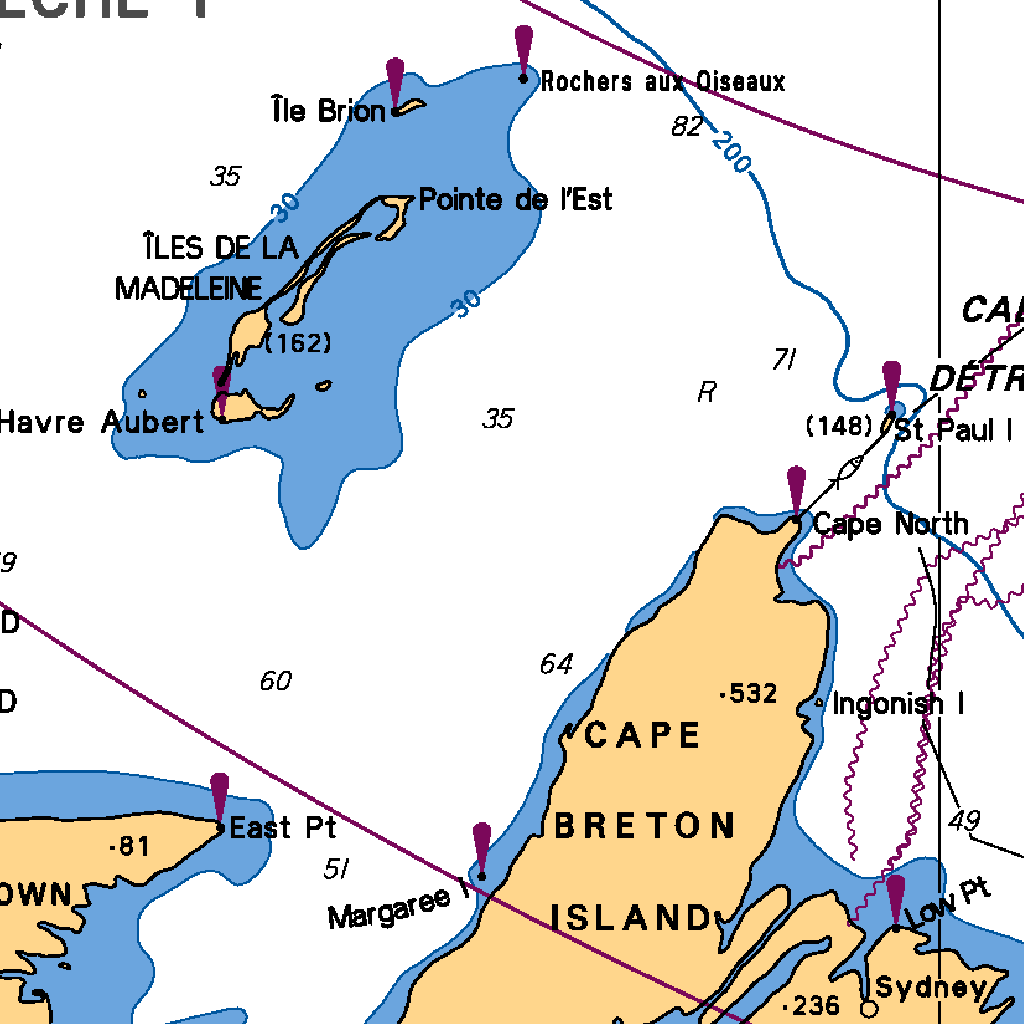 Rochers aux Oiseaux
Île Brion
82
200
35
30
Pointe de l'Est
ÎLES DE LA
MADELEINE
30
(162)
71
R
Havre Aubert
35
(148)
St Paul I
Cape North
64
60
.532
Ingonish I
CAPE
BRETON
ISLAND
East Pt
.81
51
49
Margaree I
Low Pt
Sydney
.236